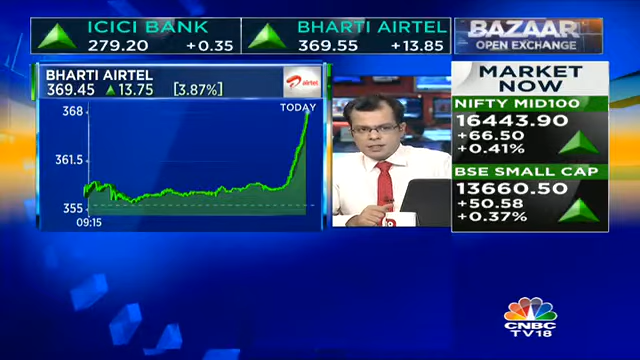 ICICI BANK
279.20 +0.35
BHARTI AIRTEL
369.55 +13.85
BAZAAR
OPEN EXCHANGE
BHARTI AIRTEL
369.45 13.75 [3.87%]
airtel
TODAY
368
361.5
355
09:15
MARKET
NOW
NIFTY MID100
16443.90
+66.50
+0.41%
BSE SMALL CAP
13660.50
+50.58
+0.37%
CNBC
TV18